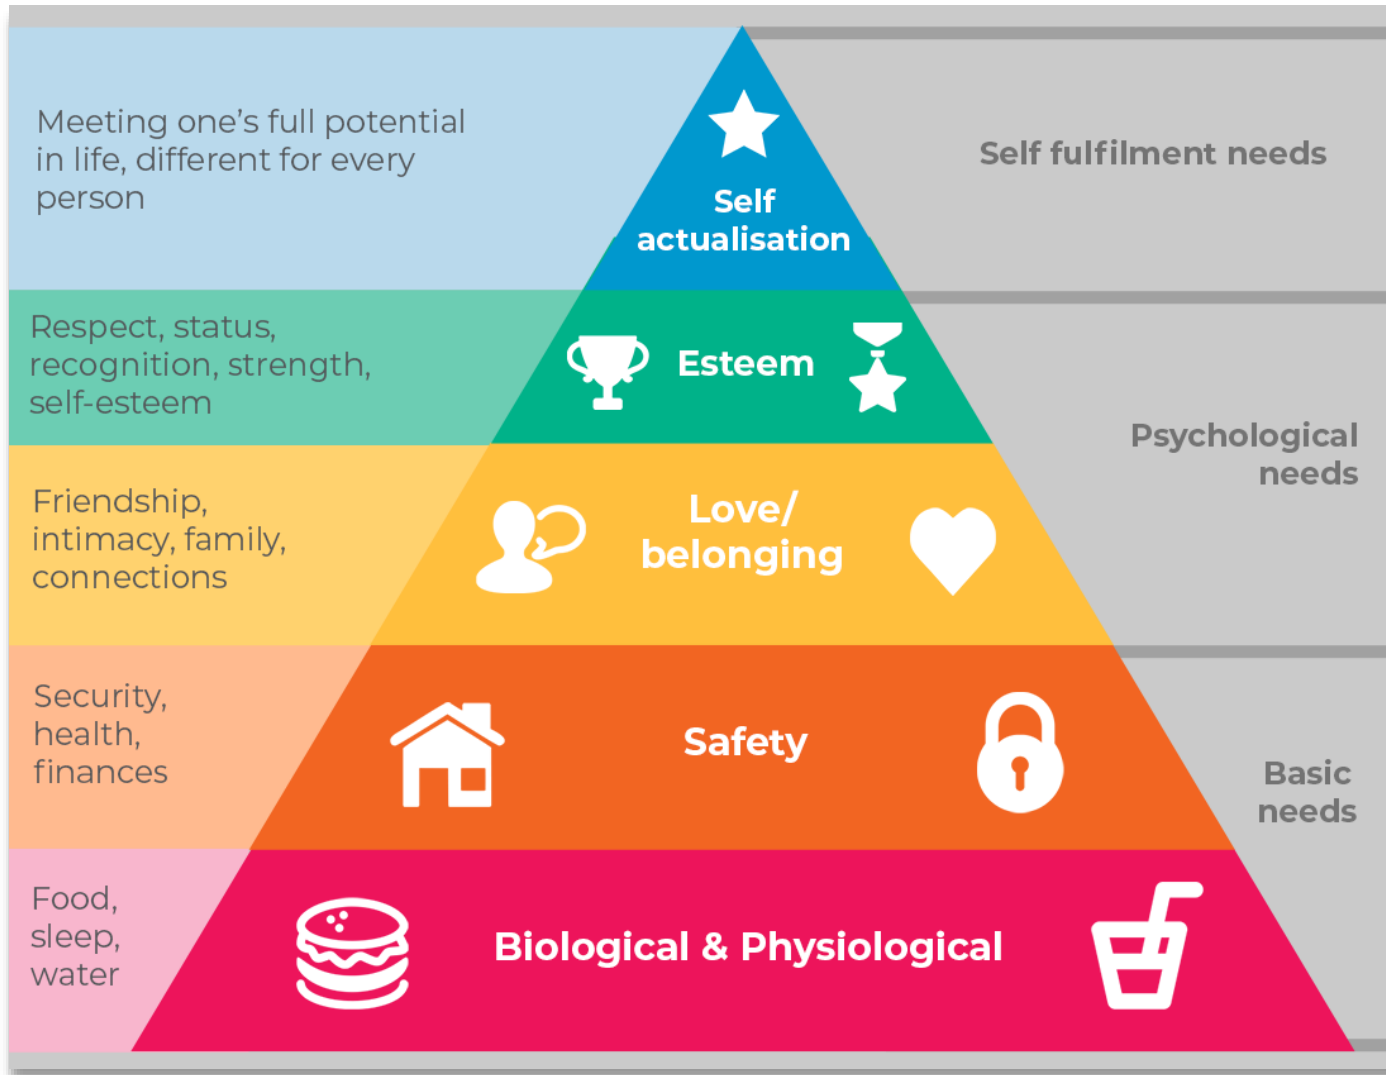 Meeting one’s full potential
in life, different for every
person
Self
actualisation
Self fulfilment needs
Respect, status,
recognition, strength,
self-esteem
Esteem
Psychological
needs
Friendship,
intimacy, family,
connections
Love/
belonging
Security,
health,
finances
Safety
Basic
needs
Food,
sleep,
water
Biological & Physiological